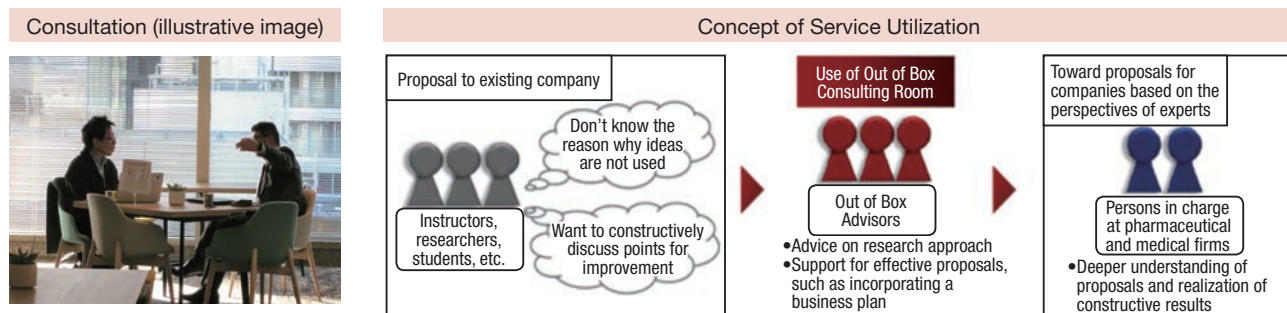 Consultation (illustrative image)
Concept of Service Utilization
Proposal to existing company
Don’t know the
reason why ideas
are not used
Want to constructively
discuss points for
improvement
Instructors,
researchers,
students, etc.
Use of Out of Box
Consulting Room
Out of Box
Advisors
•Advice on research approach
•Support for effective proposals,
such as incorporating a
business plan
Toward proposals for
companies based on the
perspectives of experts
Persons in charge
at pharmaceutical
and medical firms
•Deeper understanding of
proposals and realization of
constructive results